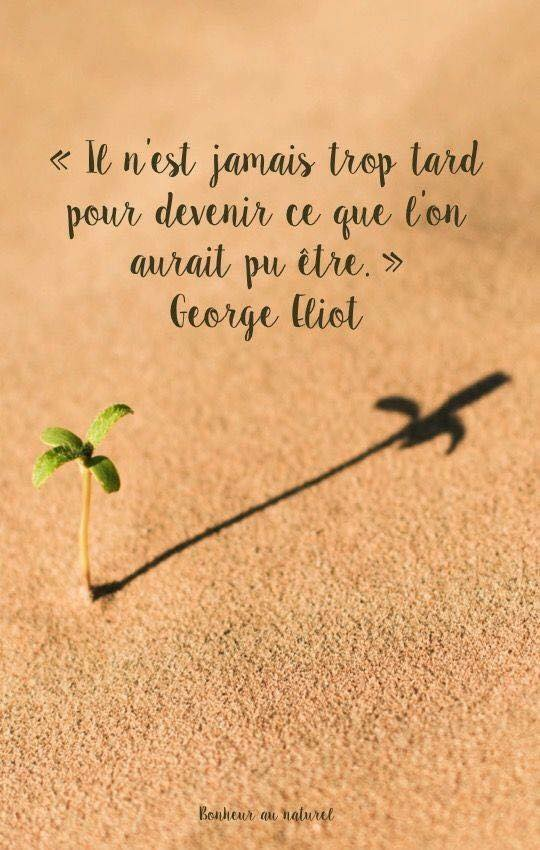 « Il n'est jamais trop tard
pour devenir ce que l'on
aurait pu être. »
George Eliot
Bonheur au naturel